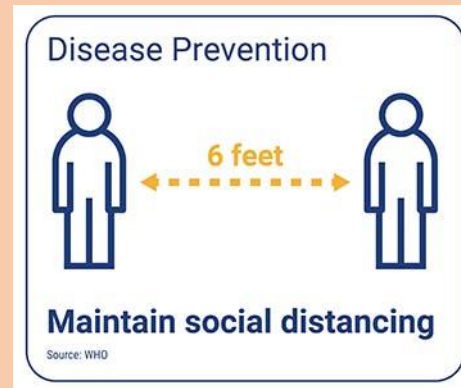 Disease Prevention
6 feet
Maintain social distancing
Source: WHO